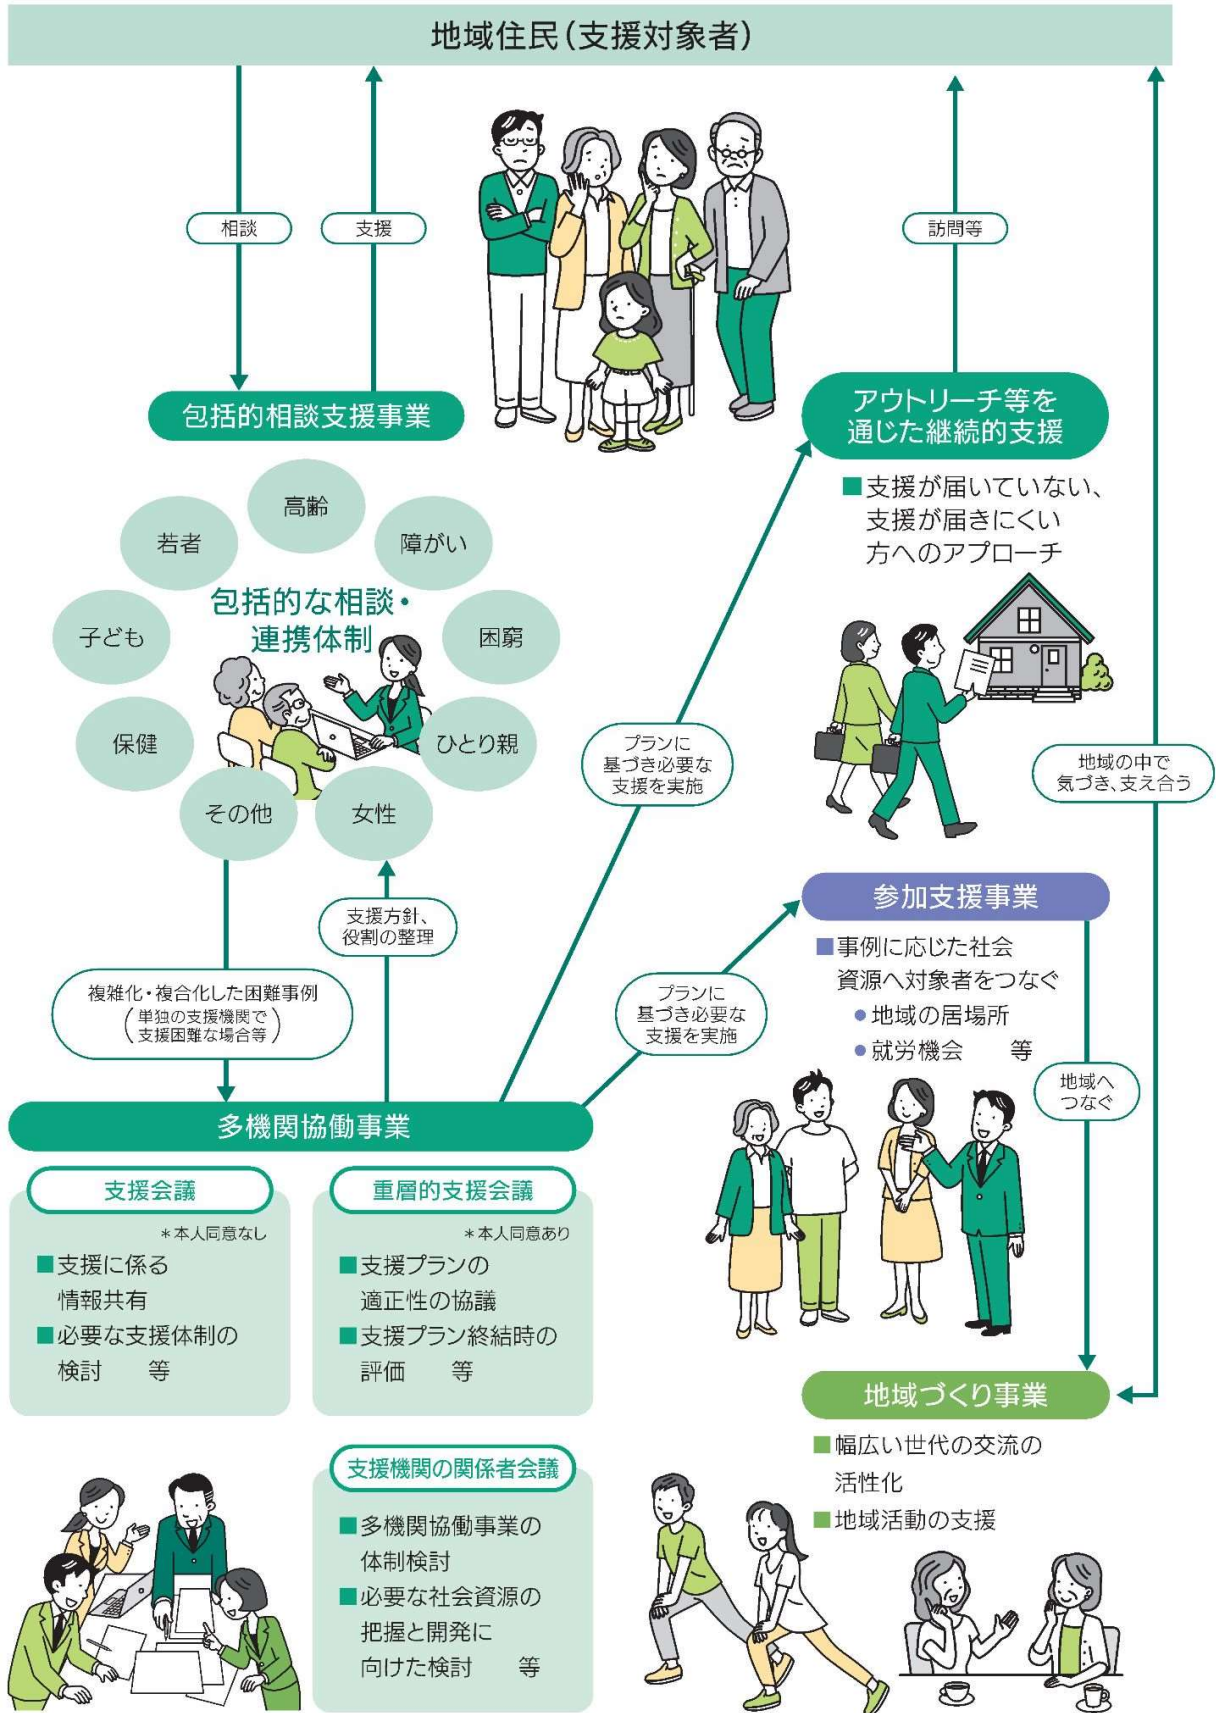 地域住民（支援対象者）
相談
支援
訪問等
包括的相談支援事業
高齢
若者
障がい
包括的な相談・
連携体制
子ども
困窮
保健
ひとり親
その他
女性
支援方針、
役割の整理
複雑化・複合化した困難事例
（単独の支援機関で
支援困難な場合等）
プランに
基づき必要な
支援を実施
アウトリーチ等を
通じた継続的支援
■支援が届いていない、
支援が届きにくい
方へのアプローチ
地域の中で
気づき、支え合う
プランに
基づき必要な
支援を実施
参加支援事業
■事例に応じた社会
資源へ対象者をつなぐ
●地域の居場所
●就労機会　等
地域へ
つなぐ
多機関協働事業
支援会議
＊本人同意なし
■支援に係る
情報共有
■必要な支援体制の
検討　等
重層的支援会議
＊本人同意あり
■支援プランの
適正性の協議
■支援プラン終結時の
評価　等
支援機関の関係者会議
■多機関協働事業の
体制検討
■必要な社会資源の
把握と開発に
向けた検討　等
地域づくり事業
■幅広い世代の交流の
活性化
■地域活動の支援